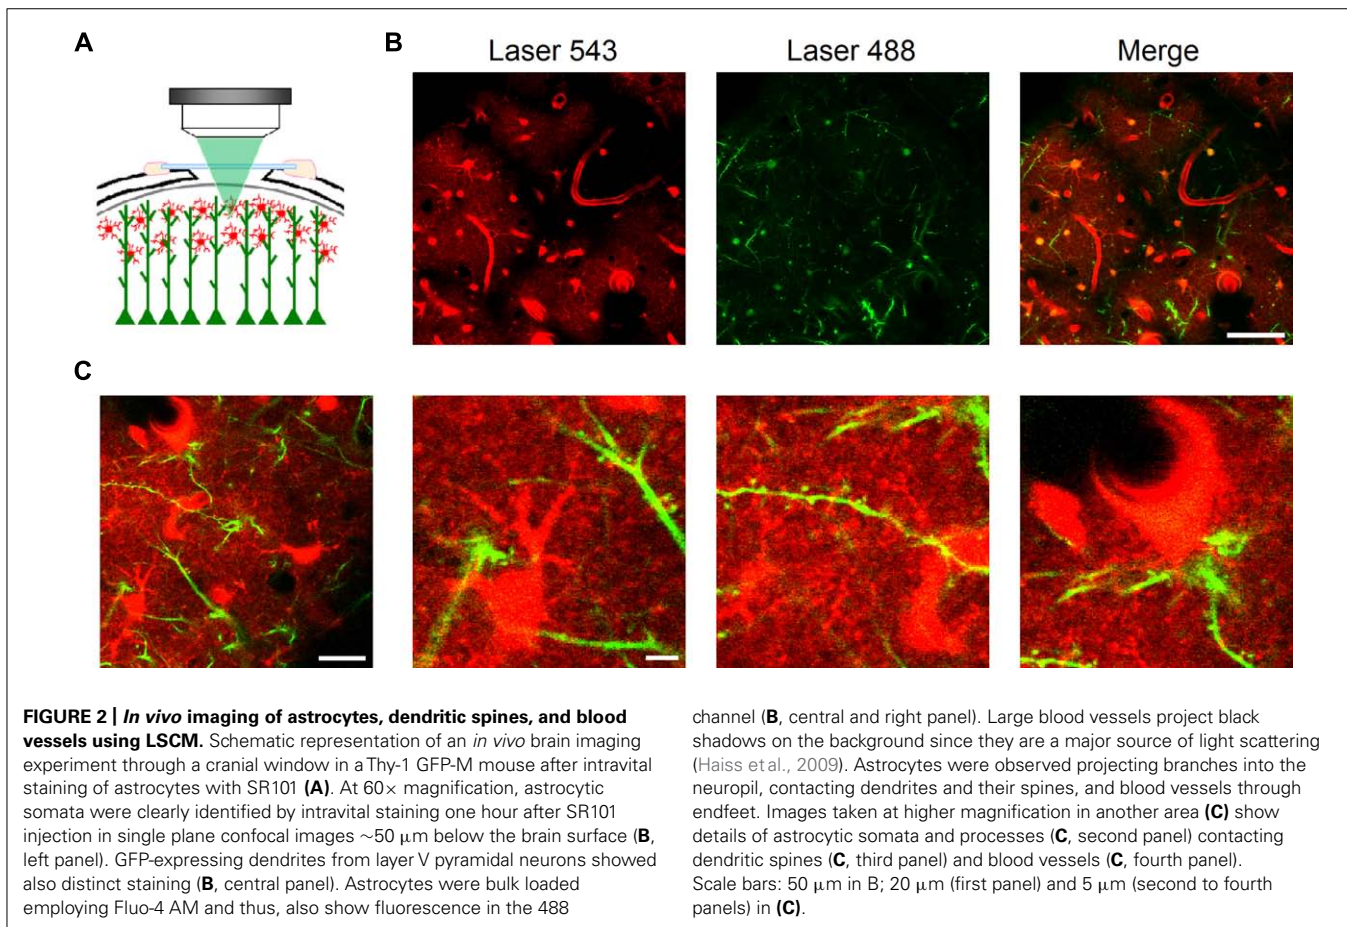 A
B
Laser 543
Laser 488
Merge
C
FIGURE 2 | In vivo imaging of astrocytes, dendritic spines, and blood
vessels using LSCM. Schematic representation of an in vivo brain imaging
experiment through a cranial window in a Thy-1 GFP-M mouse after intravital
staining of astrocytes with SR101 (A). At 60× magnification, astrocytic
somata were clearly identified by intravital staining one hour after SR101
injection in single plane confocal images ∼50 μm below the brain surface (B,
left panel). GFP-expressing dendrites from layer V pyramidal neurons showed
also distinct staining (B, central panel). Astrocytes were bulk loaded
employing Fluo-4 AM and thus, also show fluorescence in the 488
channel (B, central and right panel). Large blood vessels project black
shadows on the background since they are a major source of light scattering
(Haiss et al., 2009). Astrocytes were observed projecting branches into the
neuropil, contacting dendrites and their spines, and blood vessels through
endfeet. Images taken at higher magnification in another area (C) show
details of astrocytic somata and processes (C, second panel) contacting
dendritic spines (C, third panel) and blood vessels (C, fourth panel).
Scale bars: 50 μm in B; 20 μm (first panel) and 5 μm (second to fourth
panels) in (C).